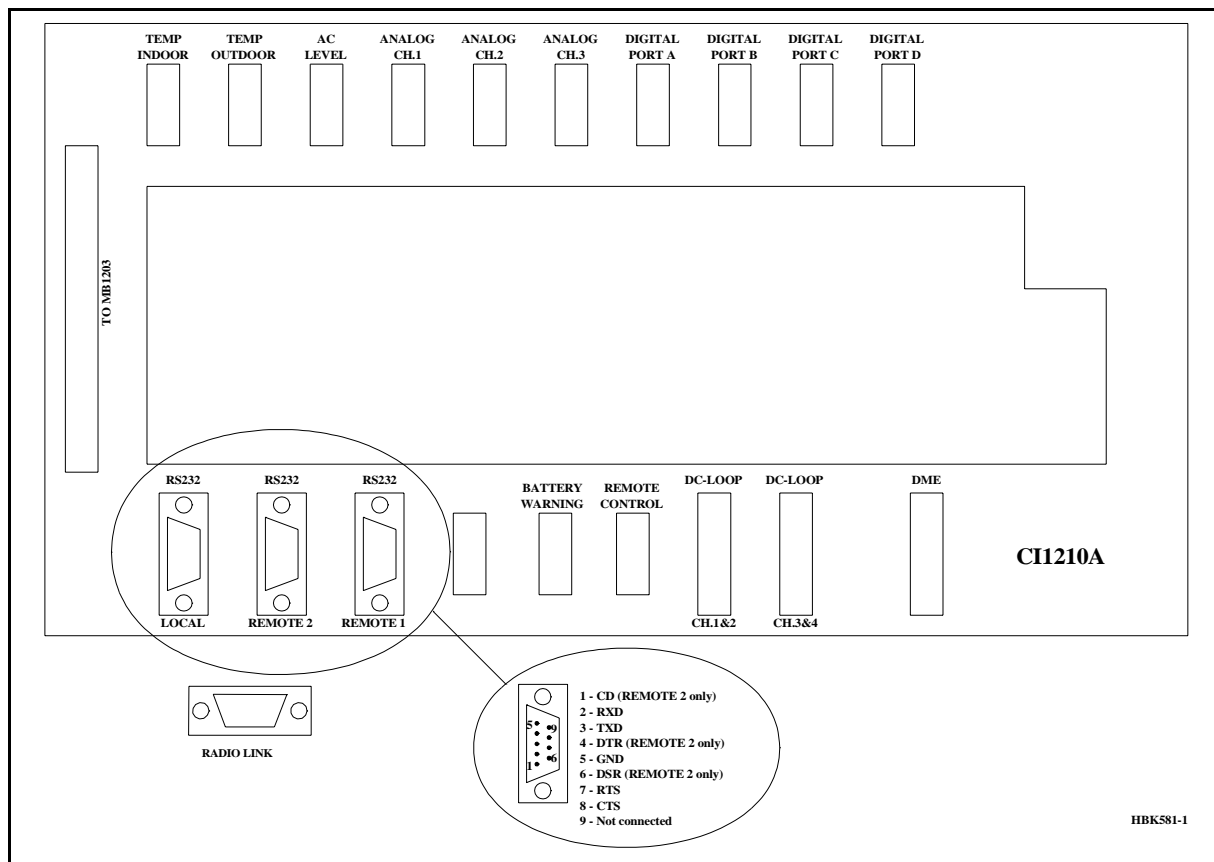 TEMP
INDOOR
TEMP
OUTDOOR
AC
LEVEL
ANALOG
CH.1
ANALOG
CH.2
ANALOG
CH.3
DIGITAL
PORT A
DIGITAL
PORT B
DIGITAL
PORT C
DIGITAL
PORT D
TO MB1203
RS232
RS232
RS232
BATTERY
WARNING
REMOTE
CONTROL
DC-LOOP
DC-LOOP
DME
CI1210A
LOCAL
REMOTE 2
REMOTE 1
CH.1&2
CH.3&4
RADIO LINK
5
9
1
6
1 - CD (REMOTE 2 only)
2 - RXD
3 - TXD
4 - DTR (REMOTE 2 only)
5 - GND
6 - DSR (REMOTE 2 only)
7 - RTS
8 - CTS
9 - Not connected
HBK581-1